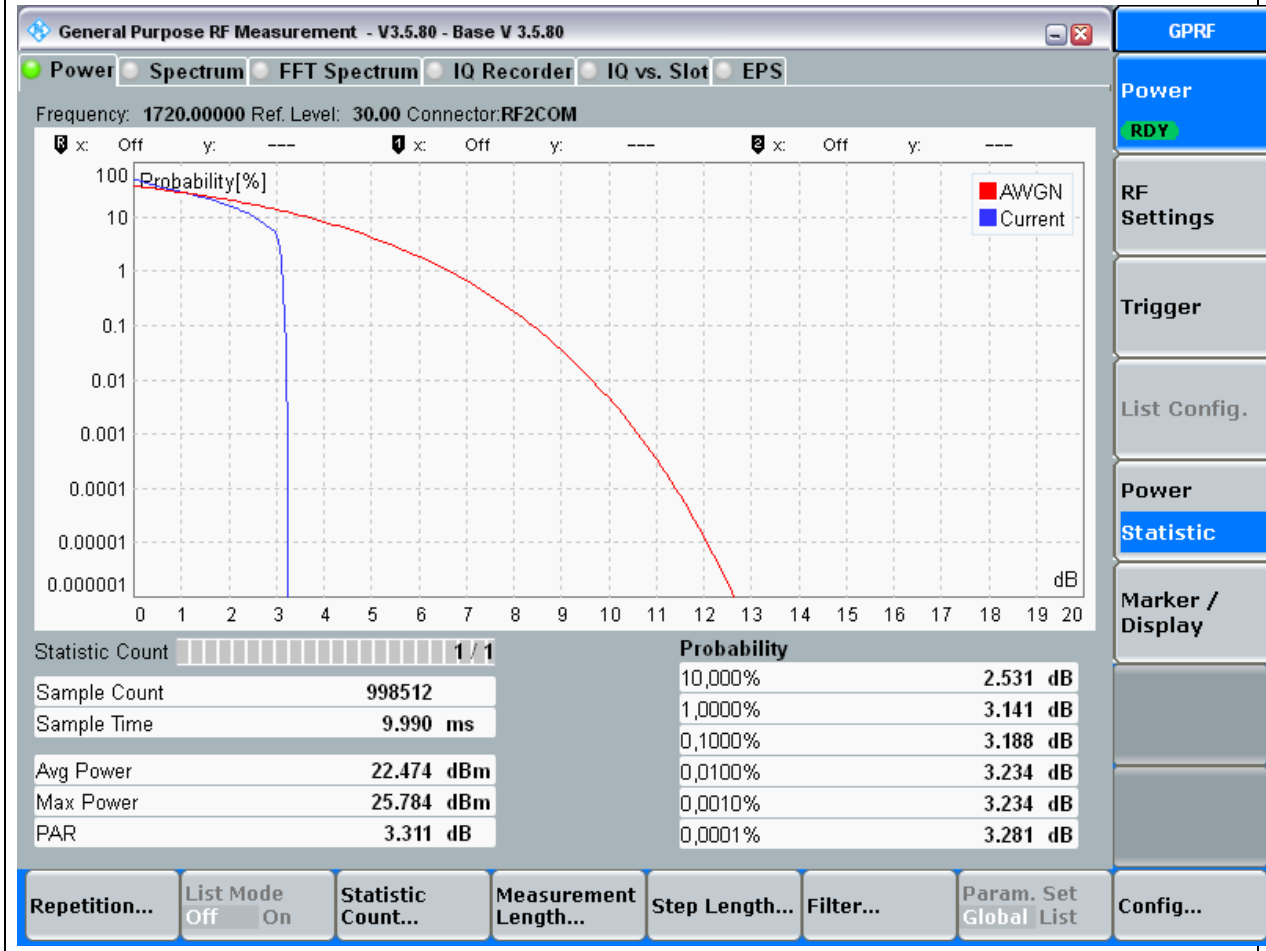 General Purpose RF Measurement - V3.5.80 - Base V 3.5.80
GPRF
Power Spectrum FFT Spectrum IQ Recorder IQ vs. Slot EPS
Power
RDY
Frequency: 1720.00000 Ref. Level: 30.00 Connector:RF2COM
R x: Off y: --- 1 x: Off y: --- 2 x: Off y: ---
Probability[%]
AWGN
Current
100
10
1
0.1
0.01
0.001
0.0001
0.00001
0.000001
dB
0 1 2 3 4 5 6 7 8 9 10 11 12 13 14 15 16 17 18 19 20
RF
Settings
Trigger
List Config.
Power
Statistic
Marker /
Display
Statistic Count 1 / 1
Sample Count 998512
Sample Time 9.990 ms
Avg Power 22.474 dBm
Max Power 25.784 dBm
PAR 3.311 dB
Probability
10,000% 2.531 dB
1,0000% 3.141 dB
0,1000% 3.188 dB
0,0100% 3.234 dB
0,0010% 3.234 dB
0,0001% 3.281 dB
Repetition...
List Mode
Off On
Statistic
Count...
Measurement
Length...
Step Length...
Filter...
Param. Set
Global List
Config...